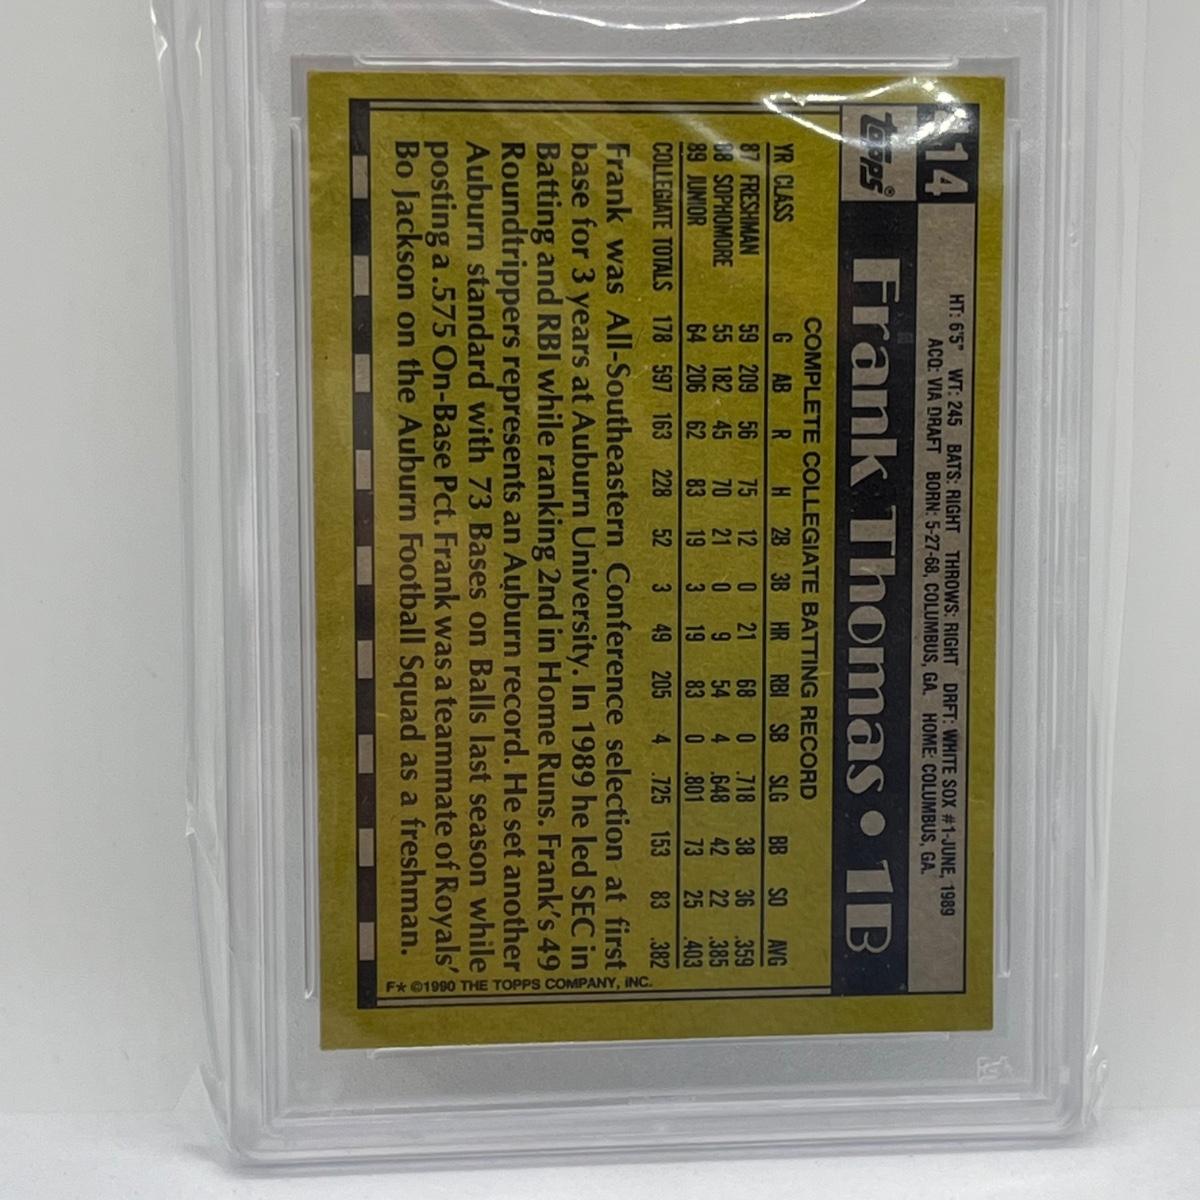 14
HT: 6'5" WT: 245 BATS: RIGHT THROWS: RIGHT DRFT: WHITE SOX #1-JUNE, 1989
ACQ: VIA DRAFT BORN: 5-27-68, COLUMBUS, GA. HOME: COLUMBUS, GA.
Topps®
Frank Thomas • 1B
COMPLETE COLLEGIATE BATTING RECORD
YR CLASS G AB R H 2B 3B HR RBI SB SLG BB SO AVG
87 FRESHMAN 59 209 56 75 12 0 21 68 0 .718 38 36 .359
88 SOPHOMORE 55 182 45 70 21 0 9 54 4 .648 42 22 .385
89 JUNIOR 64 206 62 83 19 3 19 83 0 .801 73 25 .403
COLLEGIATE TOTALS 178 597 163 228 52 3 49 205 4 .725 153 83 .382
Frank was All-Southeastern Conference selection at first
base for 3 years at Auburn University. In 1989 he led SEC in
Batting and RBI while ranking 2nd in Home Runs. Frank's 49
Roundtrippers represents an Auburn record. He set another
Auburn standard with 73 Bases on Balls last season while
posting a .575 On-Base Pct. Frank was a teammate of Royals'
Bo Jackson on the Auburn Football Squad as a freshman.
F* ©1990 THE TOPPS COMPANY, INC.